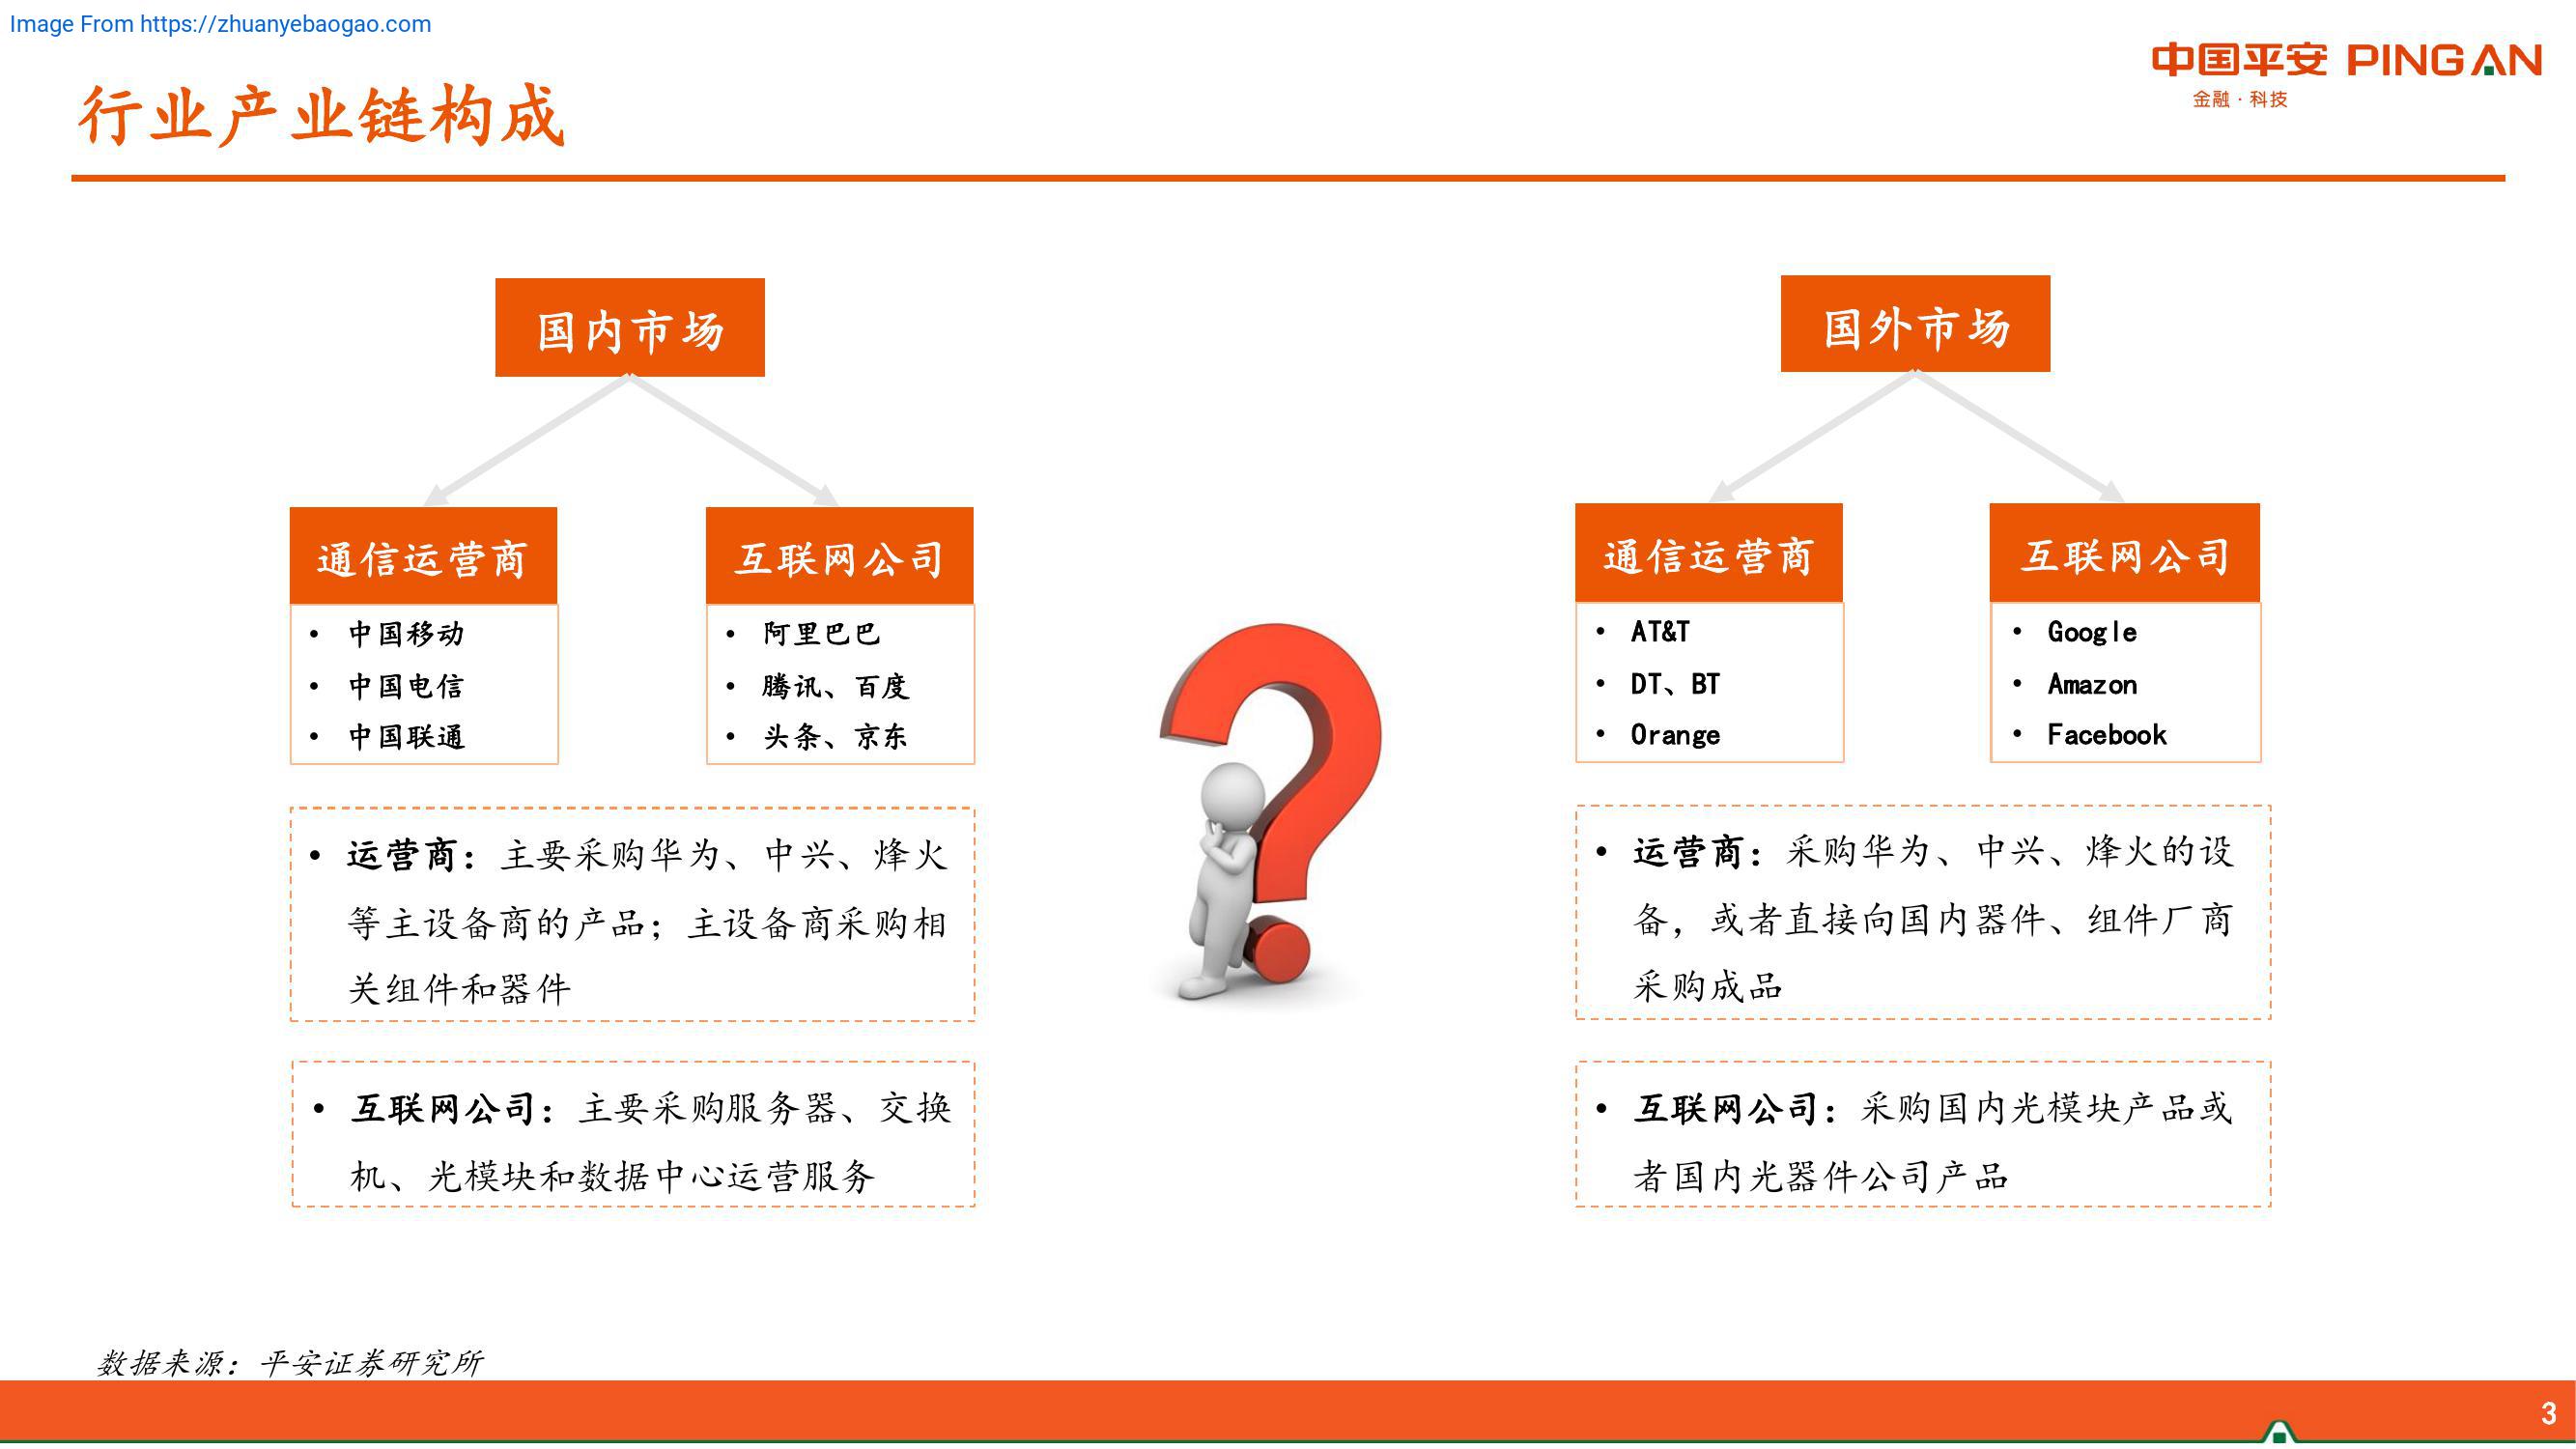 Image From https://zhuanyebaogao.com
中国平安 PINGAN
金融·科技
行业产业链构成
国内市场
通信运营商
• 中国移动
• 中国电信
• 中国联通
互联网公司
• 阿里巴巴
• 腾讯、百度
• 头条、京东
• 运营商：主要采购华为、中兴、烽火
等主设备商的产品；主设备商采购相
关组件和器件
• 互联网公司：主要采购服务器、交换
机、光模块和数据中心运营服务
国外市场
通信运营商
• AT&T
• DT、BT
• Orange
互联网公司
• Google
• Amazon
• Facebook
• 运营商：采购华为、中兴、烽火的设
备，或者直接向国内器件、组件厂商
采购成品
• 互联网公司：采购国内光模块产品或
者国内光器件公司产品
数据来源：平安证券研究所
3